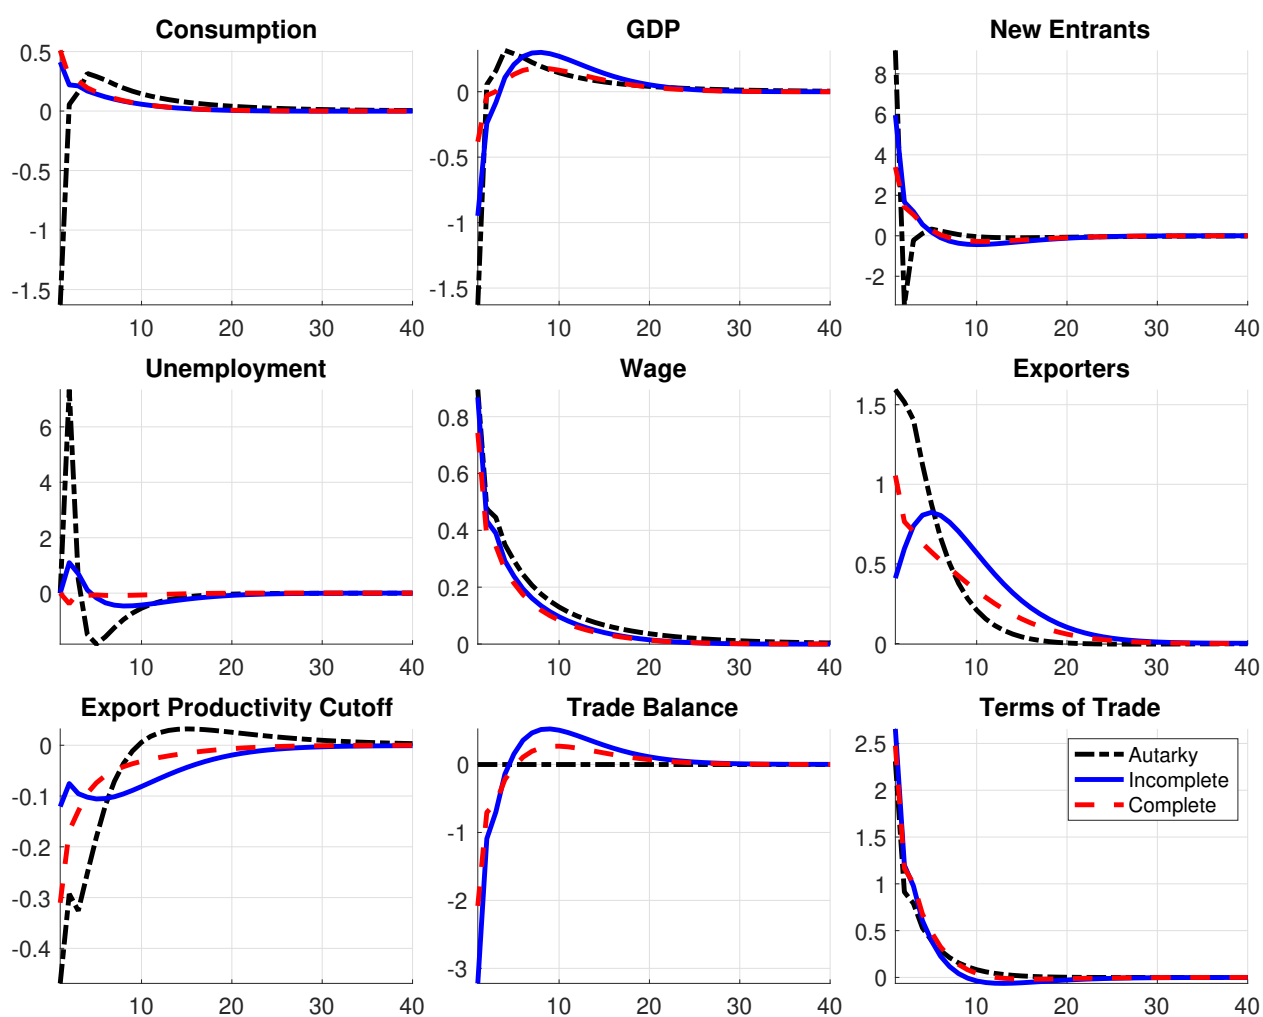 Consumption
GDP
New Entrants
0.5
0
-0.5
-1
-1.5
10 20 30 40
0
-0.5
-1
-1.5
10 20 30 40
8
6
4
2
0
-2
10 20 30 40
Unemployment
Wage
Exporters
6
4
2
0
10 20 30 40
0.8
0.6
0.4
0.2
0
10 20 30 40
1.5
1
0.5
0
10 20 30 40
Export Productivity Cutoff
Trade Balance
Terms of Trade
0
-0.1
-0.2
-0.3
-0.4
10 20 30 40
0
-1
-2
-3
10 20 30 40
2.5
2
1.5
1
0.5
0
10 20 30 40
Autarky
Incomplete
Complete